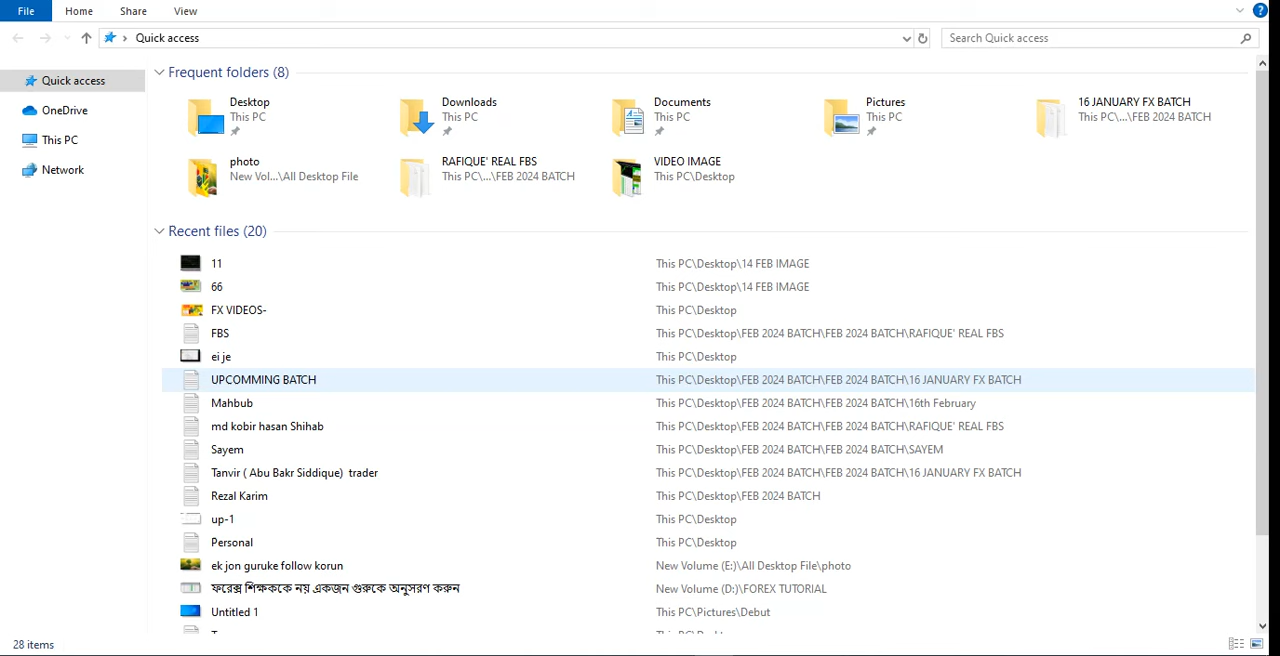 File Home Share View
Quick access Search Quick access
Frequent folders (8)
Quick access
OneDrive
This PC
Network
Desktop
This PC
Downloads
This PC
Documents
This PC
Pictures
This PC
16 JANUARY FX BATCH
This PC\...\FEB 2024 BATCH
photo
New Vol...\All Desktop File
RAFIQUE' REAL FBS
This PC\...\FEB 2024 BATCH
VIDEO IMAGE
This PC\Desktop
Recent files (20)
11 This PC\Desktop\14 FEB IMAGE
66 This PC\Desktop\14 FEB IMAGE
FX VIDEOS- This PC\Desktop
FBS This PC\Desktop\FEB 2024 BATCH\FEB 2024 BATCH\RAFIQUE' REAL FBS
ei je This PC\Desktop
UPCOMMING BATCH This PC\Desktop\FEB 2024 BATCH\FEB 2024 BATCH\16 JANUARY FX BATCH
Mahbub This PC\Desktop\FEB 2024 BATCH\FEB 2024 BATCH\16th February
md kobir hasan Shihab This PC\Desktop\FEB 2024 BATCH\FEB 2024 BATCH\RAFIQUE' REAL FBS
Sayem This PC\Desktop\FEB 2024 BATCH\FEB 2024 BATCH\SAYEM
Tanvir ( Abu Bakr Siddique) trader This PC\Desktop\FEB 2024 BATCH\FEB 2024 BATCH\16 JANUARY FX BATCH
Rezal Karim This PC\Desktop\FEB 2024 BATCH
up-1 This PC\Desktop
Personal This PC\Desktop
ek jon guruke follow korun New Volume (E:)\All Desktop File\photo
ফরেক্স শিক্ষককে নয় একজন গুরুকে অনুসরণ করুন New Volume (D:)\FOREX TUTORIAL
Untitled 1 This PC\Pictures\Debut
28 items